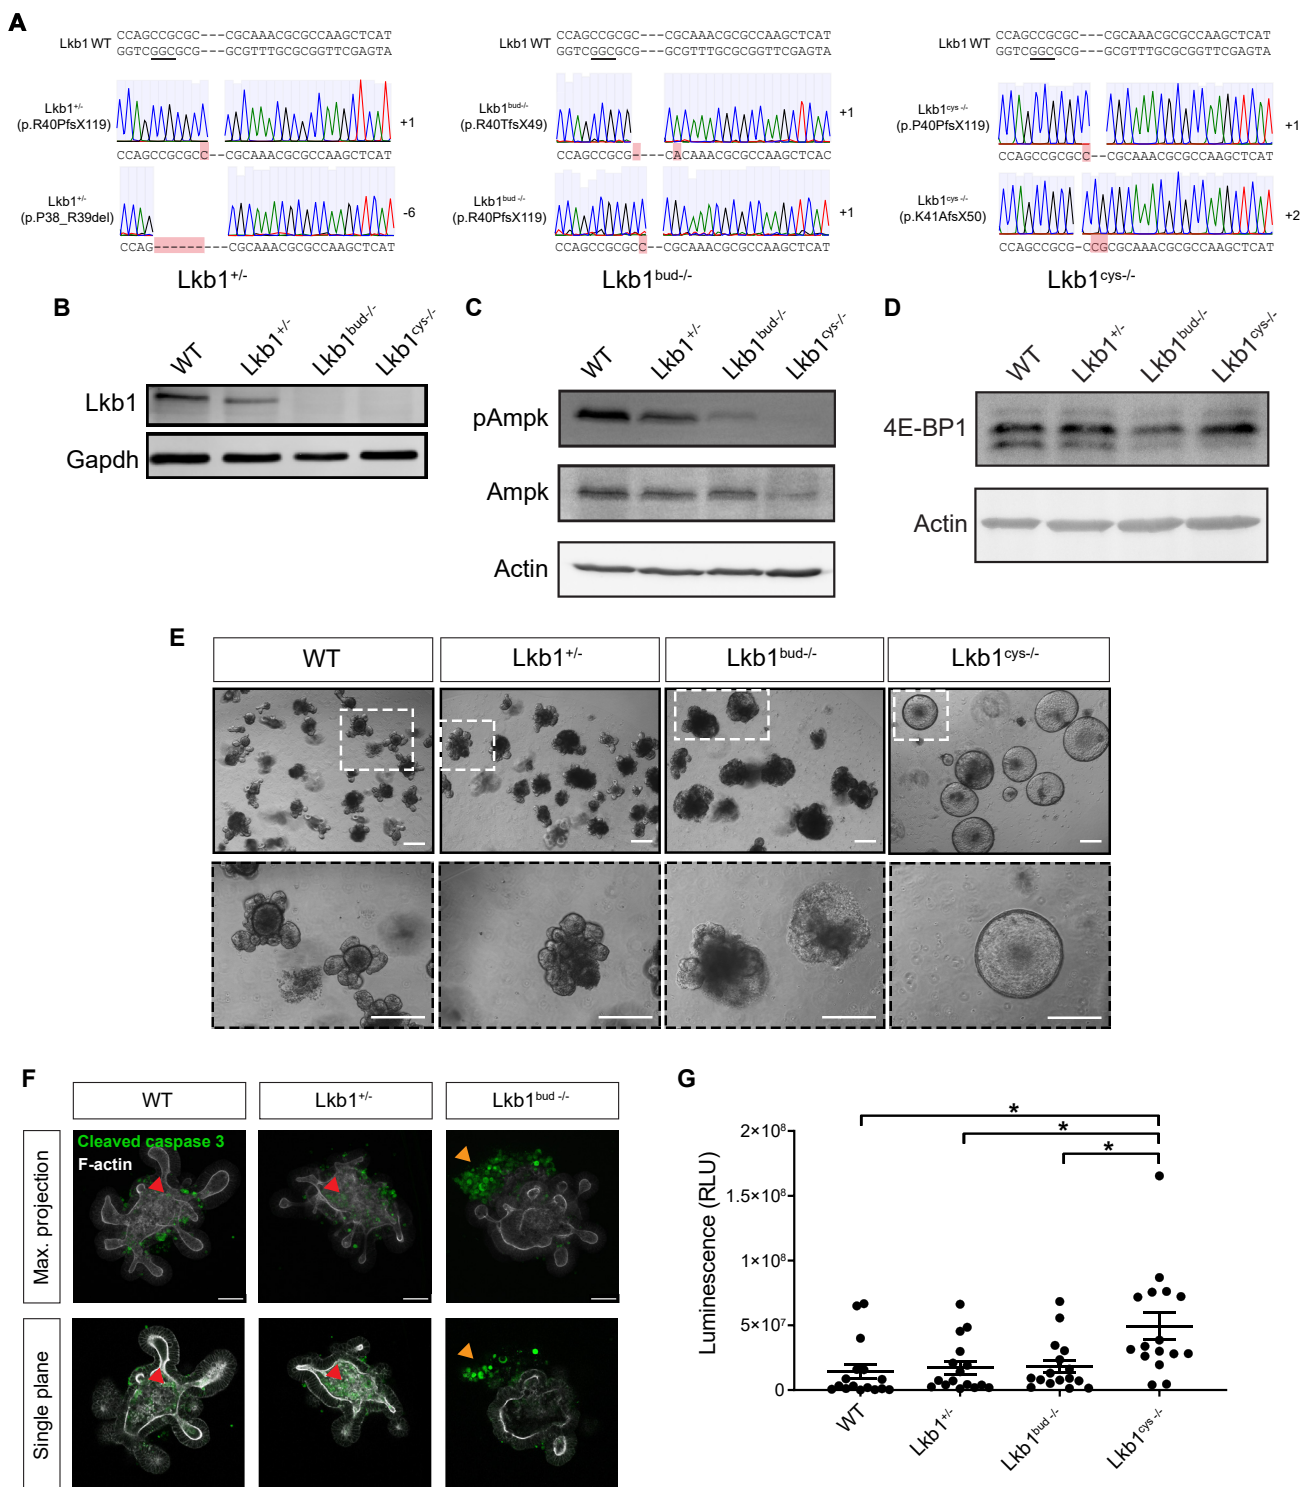 A
Lkb1 WT
CCAGCCGCGC---CGCAAACGCGCCAAGCTCAT
GGTCGGCGCG---GCGTTTGCGCGGTTCGAGTA
Lkb1+/-
(p.R40PfsX119)
+1
CCAGCCGCGCC--CGCAAACGCGCCAAGCTCAT
Lkb1+/-
(p.P38_R39del)
-6
CCAG---------CGCAAACGCGCCAAGCTCAT
Lkb1+/-
Lkb1 WT
CCAGCCGCGC---CGCAAACGCGCCAAGCTCAT
GGTCGGCGCG---GCGTTTGCGCGGTTCGAGTA
Lkb1bud-/-
(p.R40TfsX49)
+1
CCAGCCGCG----CACAAACGCGCCAAGCTCAC
Lkb1bud-/-
(p.R40PfsX119)
+1
CCAGCCGCGCC--CGCAAACGCGCCAAGCTCAT
Lkb1bud-/-
Lkb1 WT
CCAGCCGCGC---CGCAAACGCGCCAAGCTCAT
GGTCGGCGCG---GCGTTTGCGCGGTTCGAGTA
Lkb1cys -/-
(p.P40PfsX119)
+1
CCAGCCGCGCC--CGCAAACGCGCCAAGCTCAT
Lkb1cys -/-
(p.K41AfsX50)
+2
CCAGCCGCG-CCGCGCAAACGCGCCAAGCTCAT
Lkb1cys-/-
B
WT Lkb1+/- Lkb1bud-/- Lkb1cys-/-
Lkb1
Gapdh
C
WT Lkb1+/- Lkb1bud-/- Lkb1cys-/-
pAmpk
Ampk
Actin
D
WT Lkb1+/- Lkb1bud-/- Lkb1cys-/-
4E-BP1
Actin
E
WT Lkb1+/- Lkb1bud-/- Lkb1cys-/-
F
WT Lkb1+/- Lkb1bud -/-
Max. projection
Cleaved caspase 3
F-actin
Single plane
G
Luminescence (RLU)
2×10⁸
1.5×10⁸
1×10⁸
5×10⁷
0
* 
*
*
WT Lkb1+/- Lkb1bud -/- Lkb1cys -/-